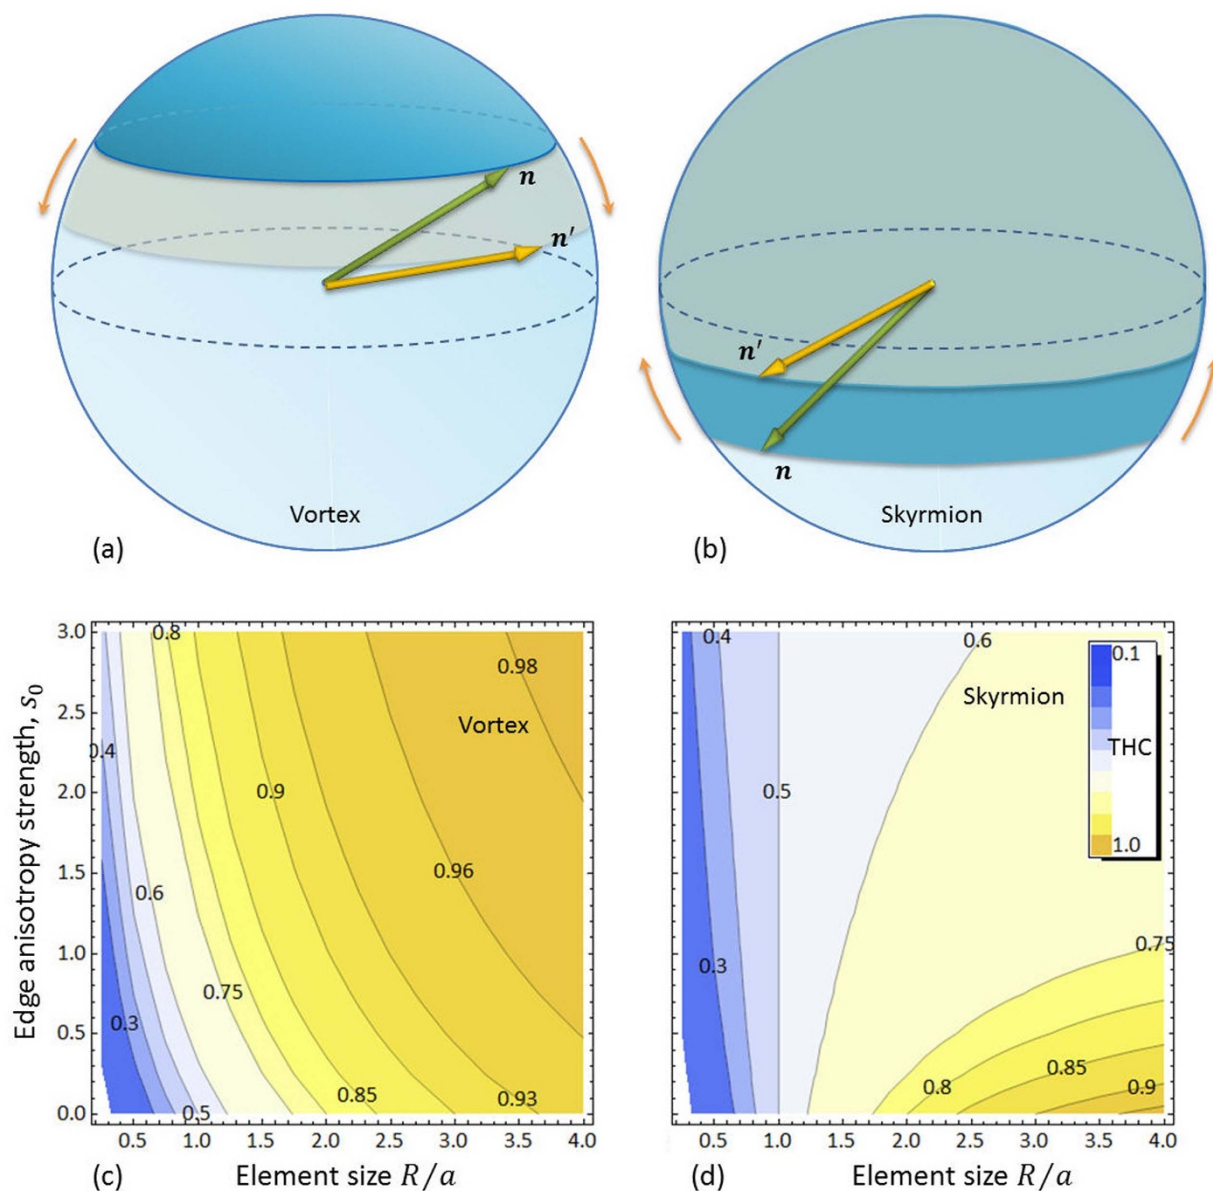 n
n′
Vortex
(a)
n′
n
Skyrmion
(b)
3.0
2.5
2.0
1.5
1.0
0.5
0.0
Edge anisotropy strength, s₀
0.8
0.98
Vortex
0.4
0.9
0.96
0.6
0.75
0.3
0.85
0.93
0.5
0.5 1.0 1.5 2.0 2.5 3.0 3.5 4.0
(c) Element size R/a
0.4
0.6
0.1
Skyrmion
THC
0.5
1.0
0.75
0.3
0.85
0.8
0.9
0.5 1.0 1.5 2.0 2.5 3.0 3.5 4.0
(d) Element size R/a